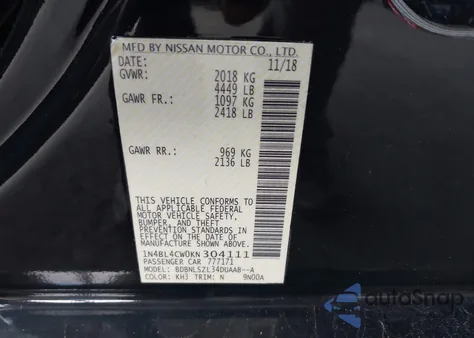 MFD BY NISSAN MOTOR CO., LTD.
DATE: 11/18
GVWR: 2018 KG
4449 LB
GAWR FR.: 1097 KG
2418 LB
GAWR RR.: 969 KG
2136 LB
THIS VEHICLE CONFORMS TO
ALL APPLICABLE FEDERAL
MOTOR VEHICLE SAFETY,
BUMPER, AND THEFT
PREVENTION STANDARDS IN
EFFECT ON THE DATE OF
MANUFACTURE SHOWN ABOVE.
1N4BL4CW0KN304111
PASSENGER CAR 777171
MODEL: BDBNLSZL34DUAAB--A
COLOR: KH3 TRIM: N 9N00A
AutoSnap